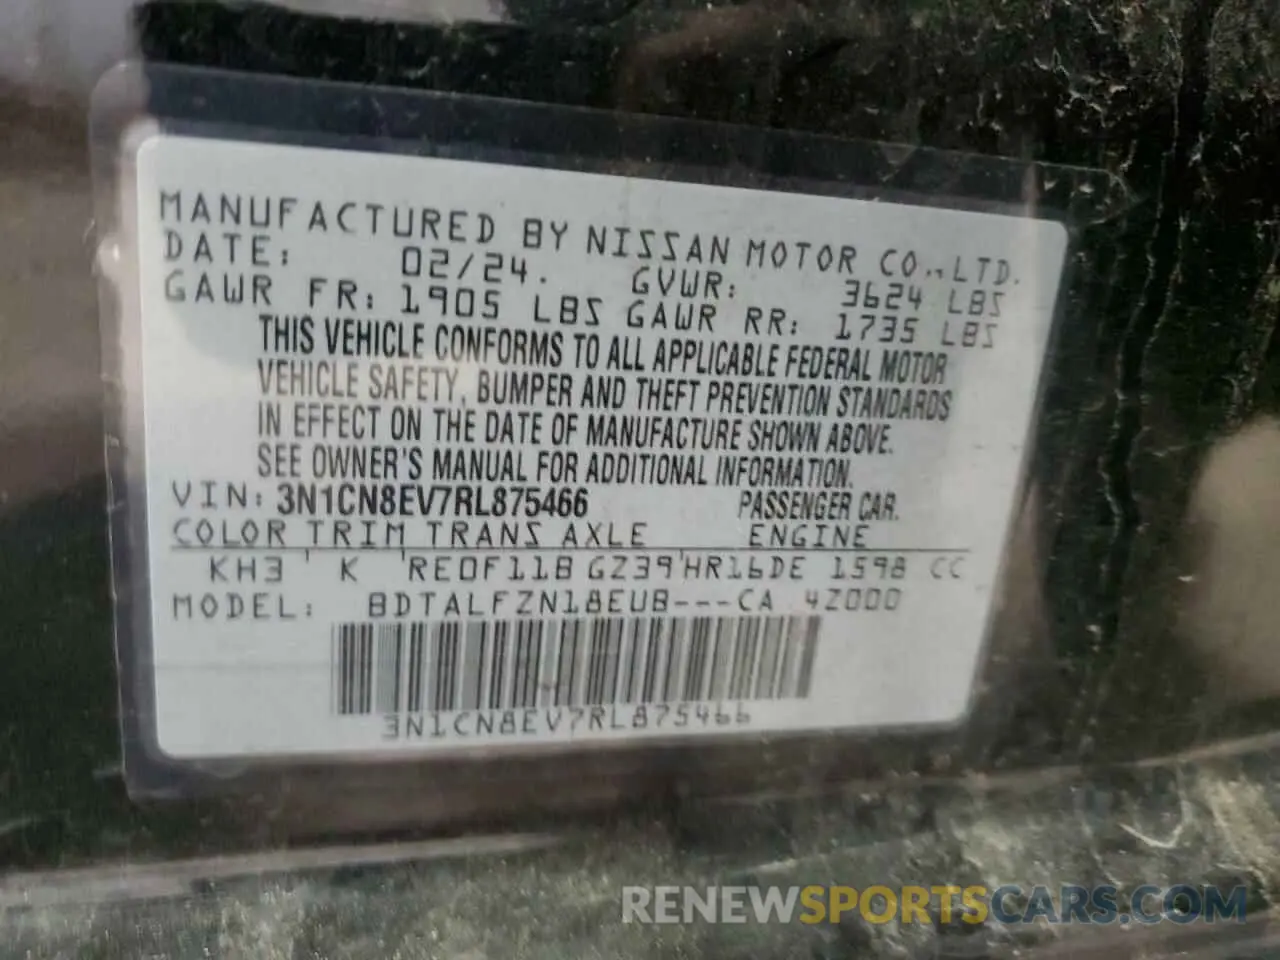 MANUFACTURED BY NISSAN MOTOR CO., LTD.
DATE: 02/24. GVWR: 3624 LBS
GAWR FR: 1905 LBS GAWR RR: 1735 LBS
THIS VEHICLE CONFORMS TO ALL APPLICABLE FEDERAL MOTOR
VEHICLE SAFETY, BUMPER AND THEFT PREVENTION STANDARDS
IN EFFECT ON THE DATE OF MANUFACTURE SHOWN ABOVE.
SEE OWNER'S MANUAL FOR ADDITIONAL INFORMATION.
VIN: 3N1CN8EV7RL875466 PASSENGER CAR.
COLOR TRIM TRANS AXLE ENGINE
KH3 ' K 'RE0F11B GZ39'HR16DE 1598 CC
MODEL: BDTALFZN18EUB---CA 4Z000
3N1CN8EV7RL875466
RENEWSPORTSCARS.COM